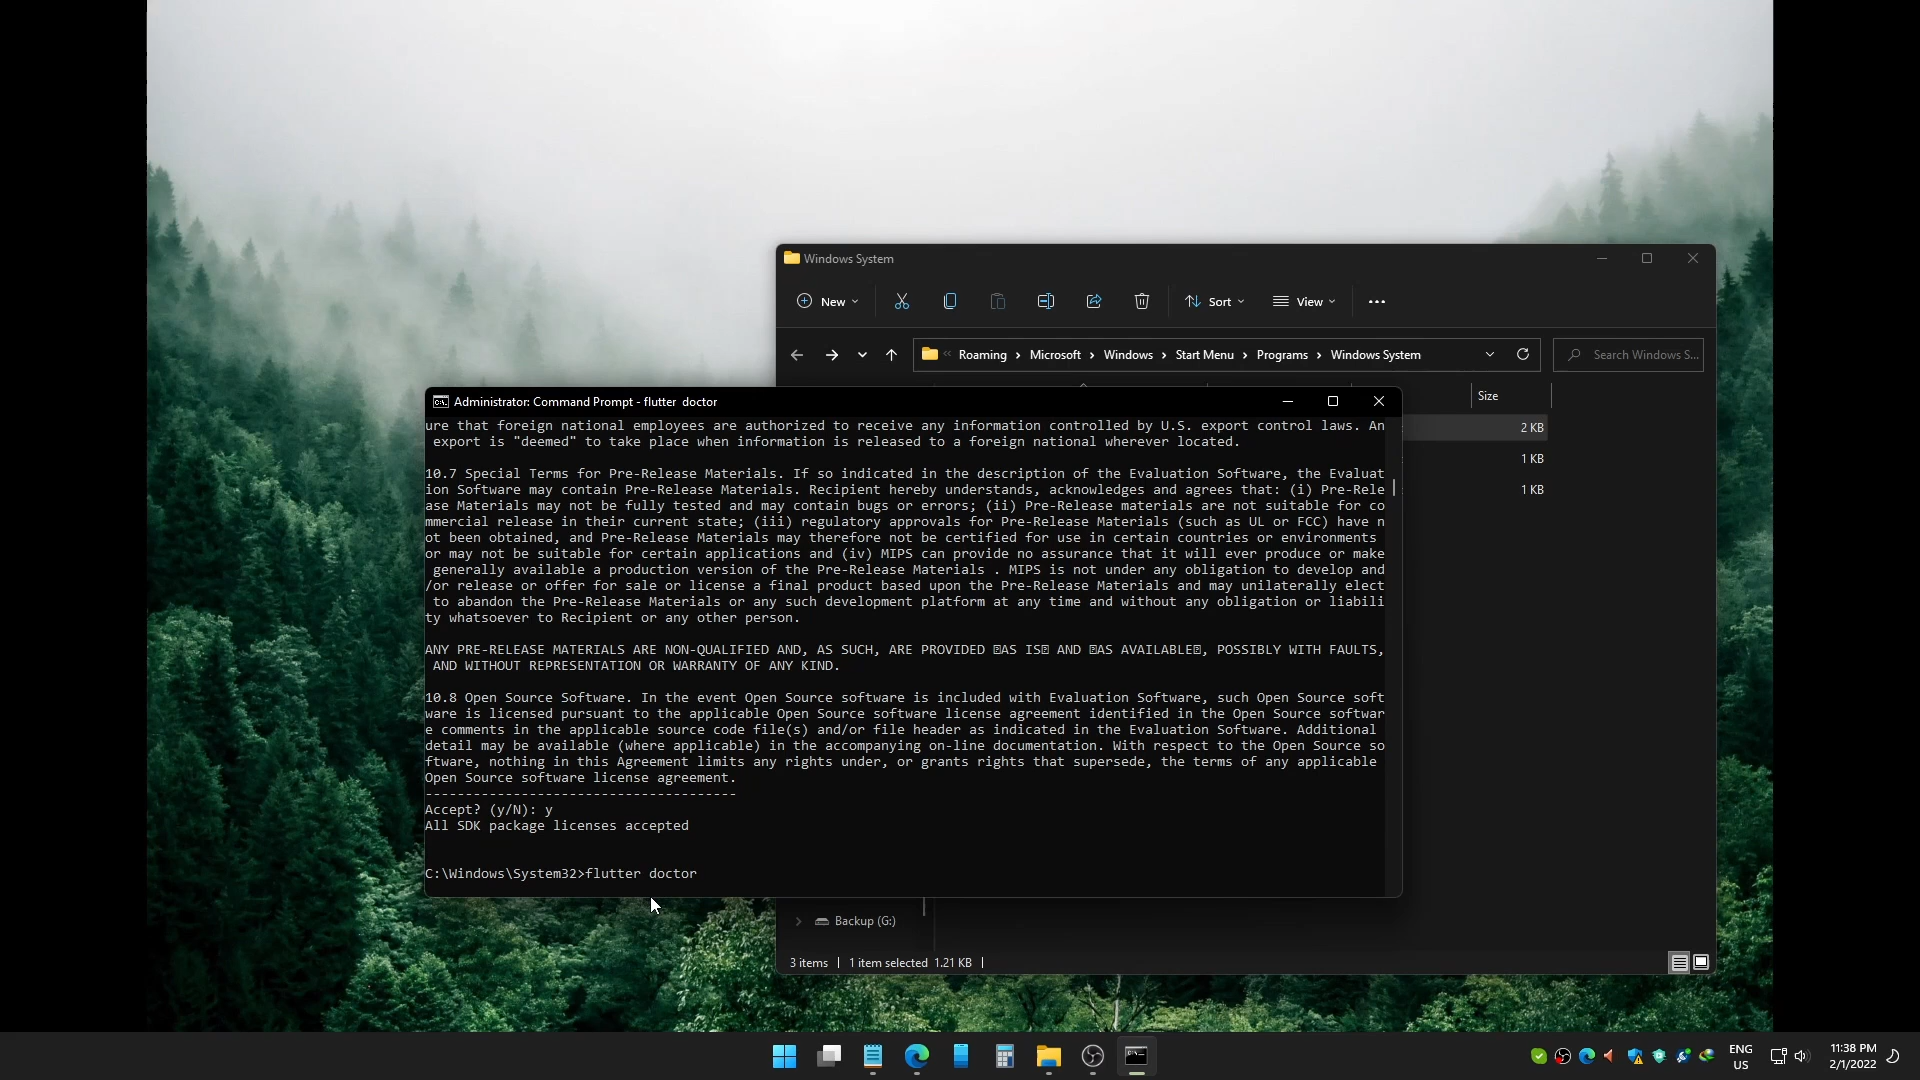 Windows System
New
Sort
View
Roaming > Microsoft > Windows > Start Menu > Programs > Windows System
Search Windows S...
Size
2 KB
1 KB
1 KB
Administrator: Command Prompt - flutter  doctor
ure that foreign national employees are authorized to receive any information controlled by U.S. export control laws. An
export is "deemed" to take place when information is released to a foreign national wherever located.
10.7 Special Terms for Pre-Release Materials. If so indicated in the description of the Evaluation Software, the Evaluat
ion Software may contain Pre-Release Materials. Recipient hereby understands, acknowledges and agrees that: (i) Pre-Rele
ase Materials may not be fully tested and may contain bugs or errors; (ii) Pre-Release materials are not suitable for co
mmercial release in their current state; (iii) regulatory approvals for Pre-Release Materials (such as UL or FCC) have n
ot been obtained, and Pre-Release Materials may therefore not be certified for use in certain countries or environments
or may not be suitable for certain applications and (iv) MIPS can provide no assurance that it will ever produce or make
generally available a production version of the Pre-Release Materials . MIPS is not under any obligation to develop and
/or release or offer for sale or license a final product based upon the Pre-Release Materials and may unilaterally elect
to abandon the Pre-Release Materials or any such development platform at any time and without any obligation or liabili
ty whatsoever to Recipient or any other person.
ANY PRE-RELEASE MATERIALS ARE NON-QUALIFIED AND, AS SUCH, ARE PROVIDED �AS IS� AND �AS AVAILABLE�, POSSIBLY WITH FAULTS,
AND WITHOUT REPRESENTATION OR WARRANTY OF ANY KIND.
10.8 Open Source Software. In the event Open Source software is included with Evaluation Software, such Open Source soft
ware is licensed pursuant to the applicable Open Source software license agreement identified in the Open Source softwar
e comments in the applicable source code file(s) and/or file header as indicated in the Evaluation Software. Additional
detail may be available (where applicable) in the accompanying on-line documentation. With respect to the Open Source so
ftware, nothing in this Agreement limits any rights under, or grants rights that supersede, the terms of any applicable
Open Source software license agreement.
---------------------------------------
Accept? (y/N): y
All SDK package licenses accepted
C:\Windows\System32>flutter doctor
Backup (G:)
3 items
1 item selected 1.21 KB
ENG
US
11:38 PM
2/1/2022